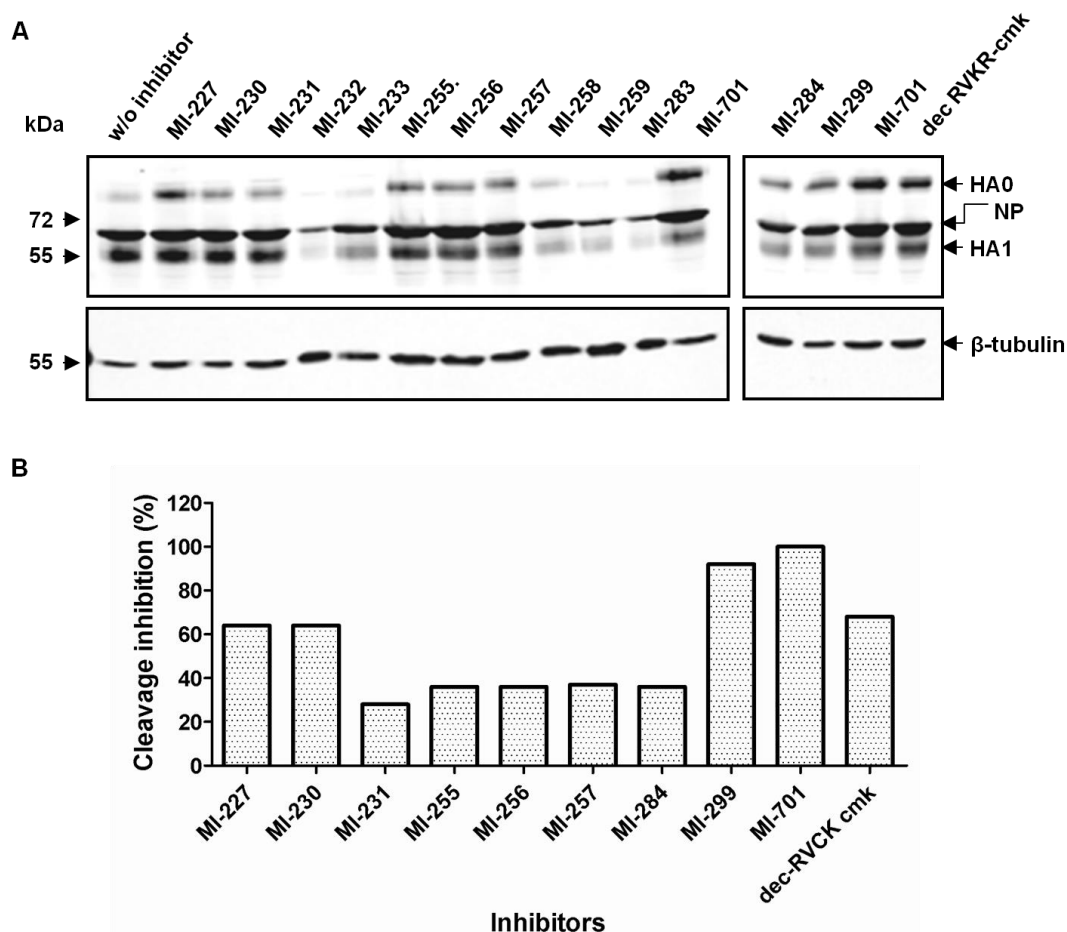 A
kDa
w/o inhibitor
MI-227
MI-230
MI-231
MI-232
MI-233
MI-255.
MI-256
MI-257
MI-258
MI-259
MI-283
MI-701
MI-284
MI-299
MI-701
dec RVKR-cmk
72
55
HA0
NP
HA1
55
β-tubulin
B
Cleavage inhibition (%)
120
100
80
60
40
20
0
MI-227
MI-230
MI-231
MI-255
MI-256
MI-257
MI-284
MI-299
MI-701
dec-RVCK cmk
Inhibitors